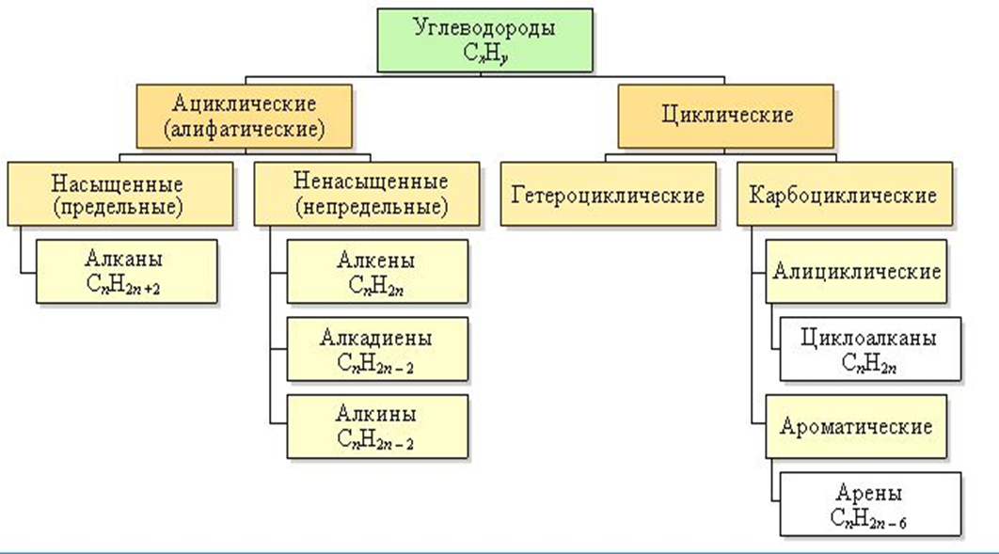 Углеводороды
CxHy
Ациклические
(алифатические)
Циклические
Насыщенные
(предельные)
Ненасыщенные
(непредельные)
Гетероциклические
Карбоциклические
Алканы
CnH2n+2
Алкены
CnH2n
Алкадиены
CnH2n−2
Алкины
CnH2n−2
Алициклические
Циклоалканы
CnH2n
Ароматические
Арены
CnH2n−6